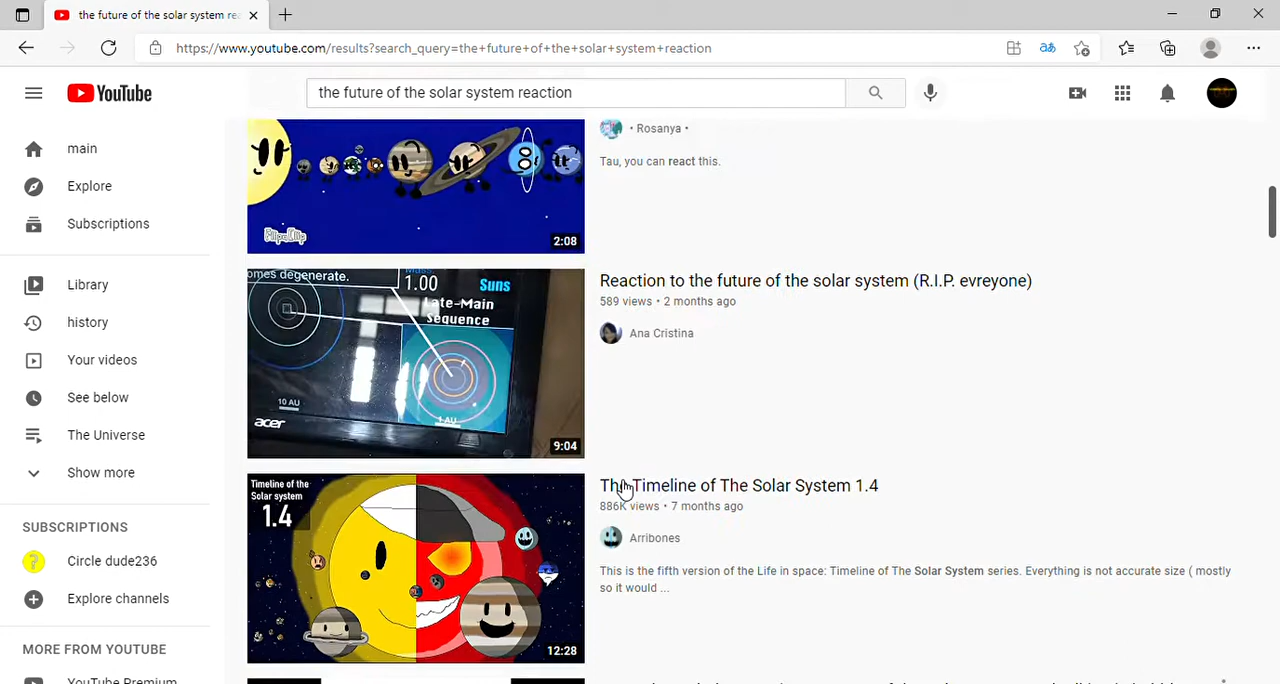 the future of the solar system rea
https://www.youtube.com/results?search_query=the+future+of+the+solar+system+reaction
YouTube
the future of the solar system reaction
main
Explore
Subscriptions
Library
history
Your videos
See below
The Universe
Show more
SUBSCRIPTIONS
Circle dude236
Explore channels
MORE FROM YOUTUBE
YouTube Premium
FlipaClip
2:08
• Rosanya •
Tau, you can react this.
omes degenerate.
1.00 Suns
Late-Main
Sequence
10 AU
1 AU
acer
9:04
Reaction to the future of the solar system (R.I.P. evreyone)
589 views • 2 months ago
Ana Cristina
Timeline of the
Solar system
1.4
12:28
The Timeline of The Solar System 1.4
886K views • 7 months ago
Arribones
This is the fifth version of the Life in space: Timeline of The Solar System series. Everything is not accurate size ( mostly
so it would ...